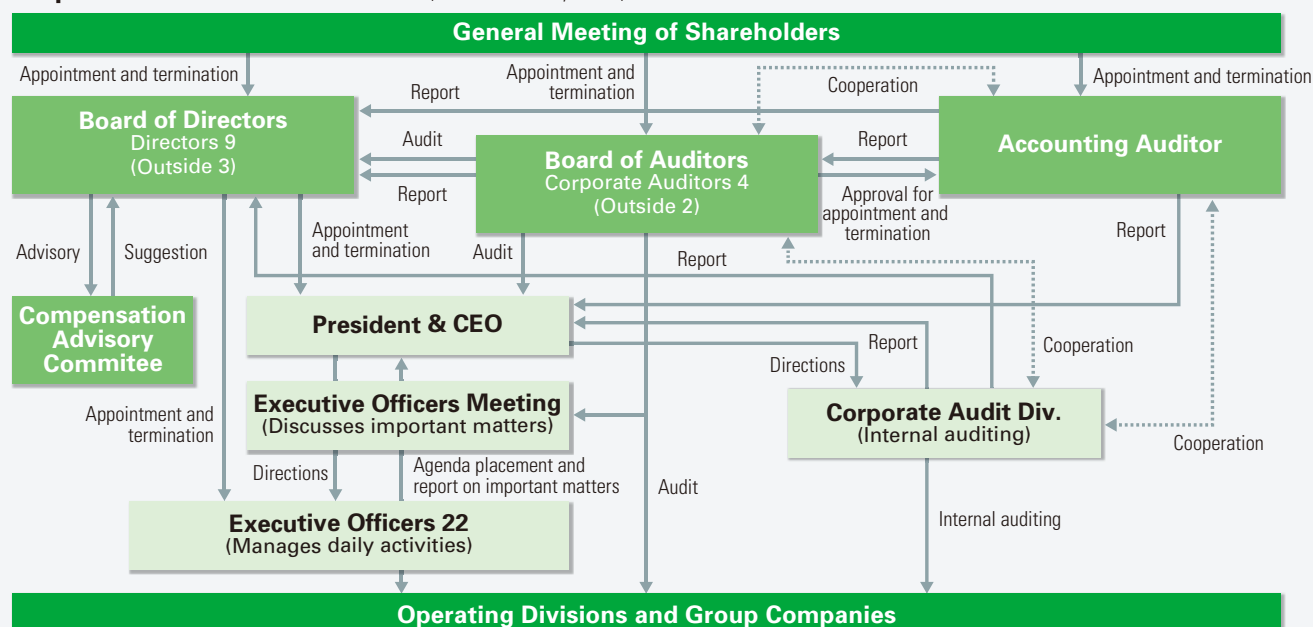 General Meeting of Shareholders
Appointment and termination
Appointment and
termination
Cooperation
Appointment and termination
Report
Board of Directors
Directors 9
(Outside 3)
Audit
Report
Board of Auditors
Corporate Auditors 4
(Outside 2)
Report
Approval for
appointment and
termination
Accounting Auditor
Advisory
Suggestion
Appointment
and termination
Audit
Report
Report
Compensation
Advisory
Commitee
President & CEO
Report
Directions
Cooperation
Executive Officers Meeting
(Discusses important matters)
Corporate Audit Div.
(Internal auditing)
Cooperation
Appointment and
termination
Directions
Agenda placement and
report on important matters
Audit
Executive Officers 22
(Manages daily activities)
Internal auditing
Operating Divisions and Group Companies